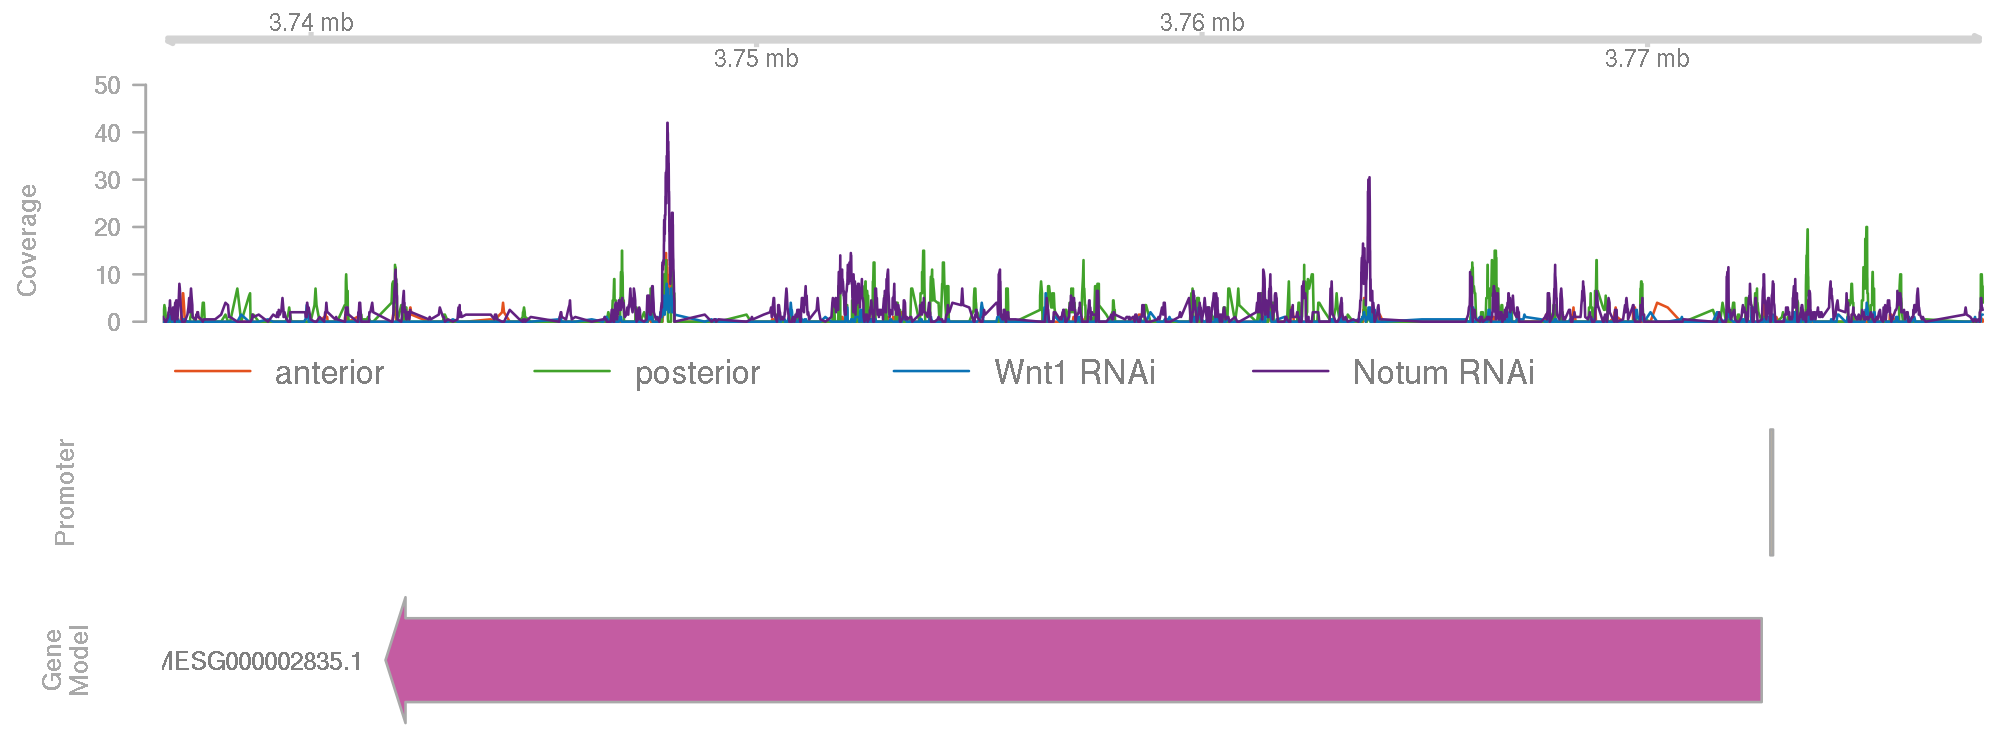 3.74 mb
3.76 mb
3.75 mb
3.77 mb
Coverage
50
40
30
20
10
0
anterior
posterior
Wnt1 RNAi
Notum RNAi
Promoter
Gene
Model
MESG000002835.1